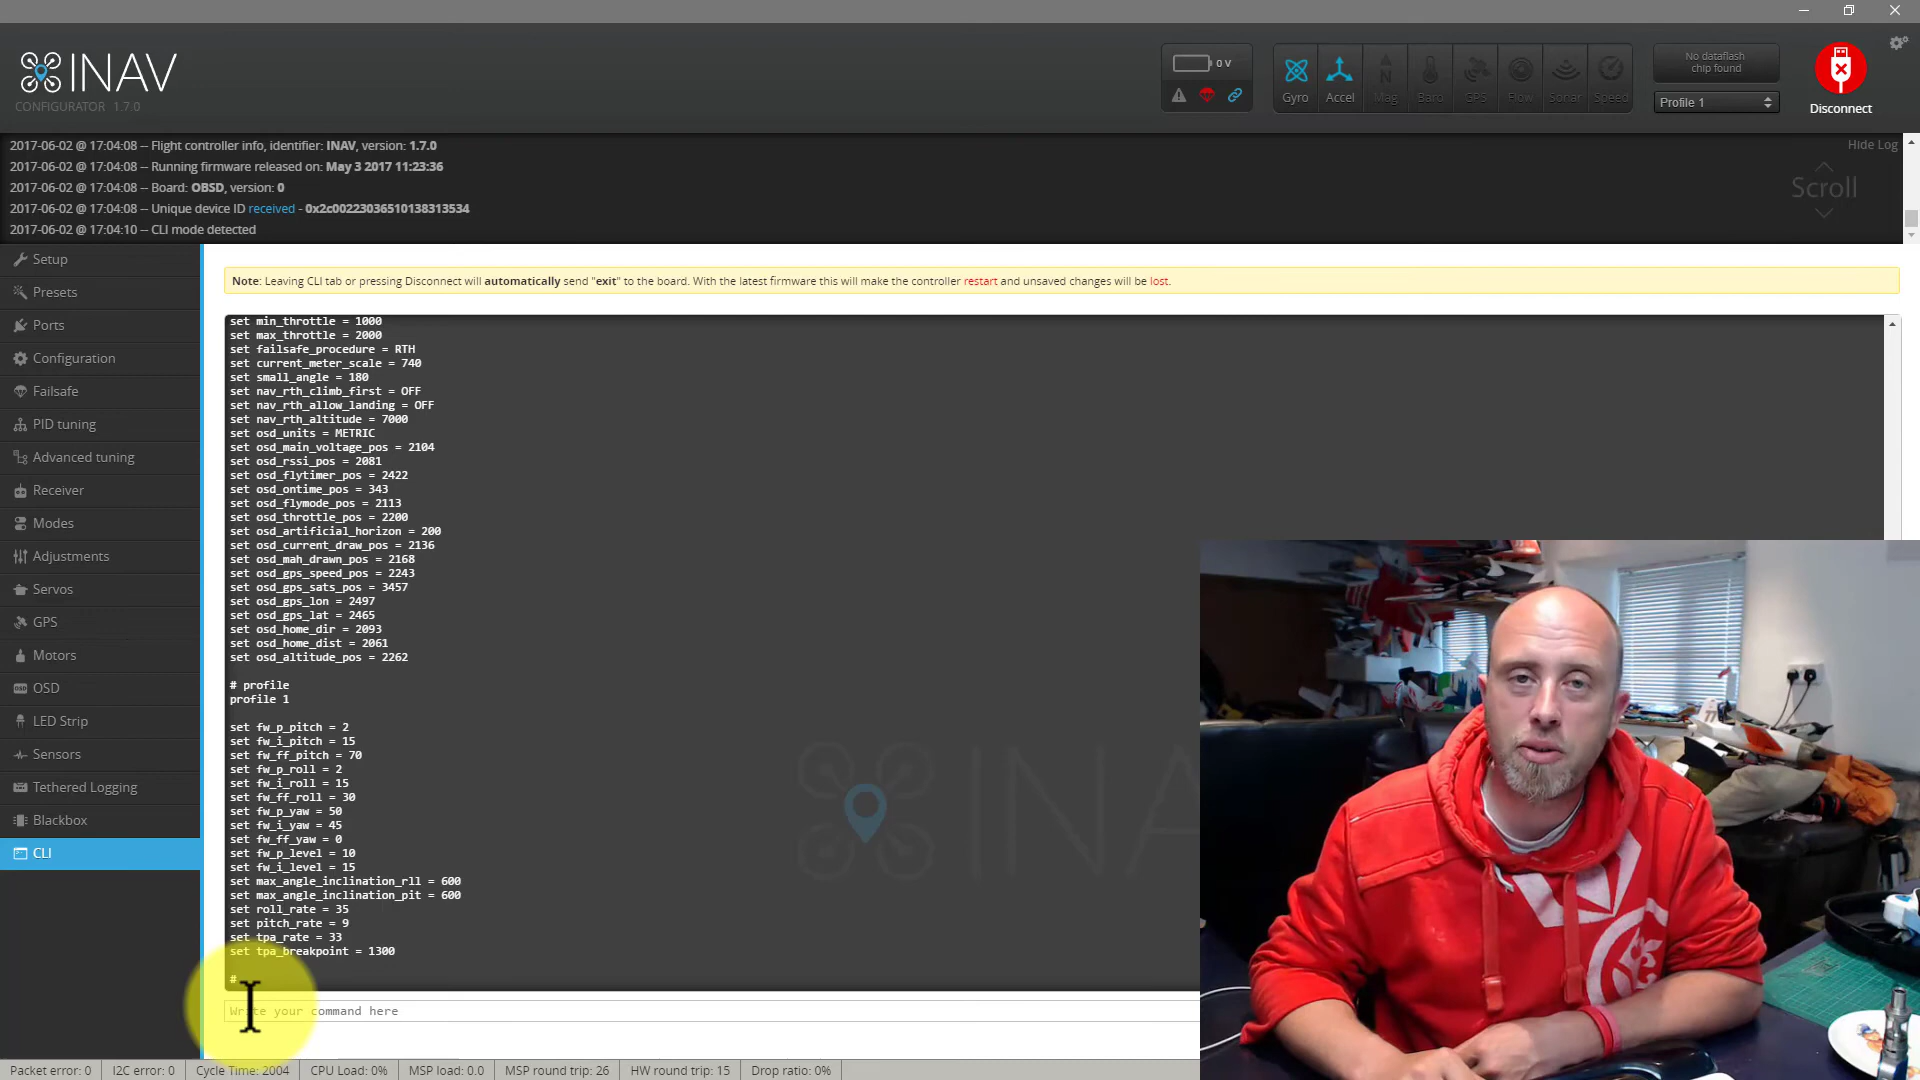 INAV
CONFIGURATOR 1.7.0
0 V
Gyro
Accel
Mag
Baro
GPS
Flow
Sonar
Speed
No dataflash
chip found
Profile 1
Disconnect
2017-06-02 @ 17:04:08 -- Flight controller info, identifier: INAV, version: 1.7.0
2017-06-02 @ 17:04:08 -- Running firmware released on: May 3 2017 11:23:36
2017-06-02 @ 17:04:08 -- Board: OBSD, version: 0
2017-06-02 @ 17:04:08 -- Unique device ID received - 0x2c00223036510138313534
2017-06-02 @ 17:04:10 -- CLI mode detected
Hide Log
Scroll
Setup
Presets
Ports
Configuration
Failsafe
PID tuning
Advanced tuning
Receiver
Modes
Adjustments
Servos
GPS
Motors
OSD
LED Strip
Sensors
Tethered Logging
Blackbox
CLI
Note: Leaving CLI tab or pressing Disconnect will automatically send "exit" to the board. With the latest firmware this will make the controller restart and unsaved changes will be lost.
set min_throttle = 1000
set max_throttle = 2000
set failsafe_procedure = RTH
set current_meter_scale = 740
set small_angle = 180
set nav_rth_climb_first = OFF
set nav_rth_allow_landing = OFF
set nav_rth_altitude = 7000
set osd_units = METRIC
set osd_main_voltage_pos = 2104
set osd_rssi_pos = 2081
set osd_flytimer_pos = 2422
set osd_ontime_pos = 343
set osd_flymode_pos = 2113
set osd_throttle_pos = 2200
set osd_artificial_horizon = 200
set osd_current_draw_pos = 2136
set osd_mah_drawn_pos = 2168
set osd_gps_speed_pos = 2243
set osd_gps_sats_pos = 3457
set osd_gps_lon = 2497
set osd_gps_lat = 2465
set osd_home_dir = 2093
set osd_home_dist = 2061
set osd_altitude_pos = 2262
# profile
profile 1
set fw_p_pitch = 2
set fw_i_pitch = 15
set fw_ff_pitch = 70
set fw_p_roll = 2
set fw_i_roll = 15
set fw_ff_roll = 30
set fw_p_yaw = 50
set fw_i_yaw = 45
set fw_ff_yaw = 0
set fw_p_level = 10
set fw_i_level = 15
set max_angle_inclination_rll = 600
set max_angle_inclination_pit = 600
set roll_rate = 35
set pitch_rate = 9
set tpa_rate = 33
set tpa_breakpoint = 1300
#
Write your command here
Packet error: 0
I2C error: 0
Cycle Time: 2004
CPU Load: 0%
MSP load: 0.0
MSP round trip: 26
HW round trip: 15
Drop ratio: 0%